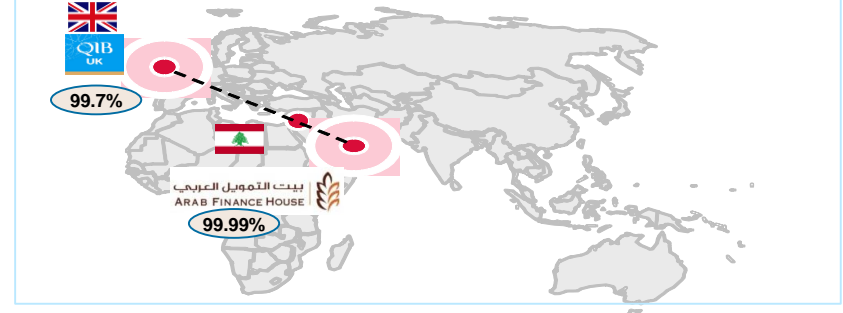 QIB
UK
99.7%
بيت التمويل العربي
ARAB FINANCE HOUSE
99.99%